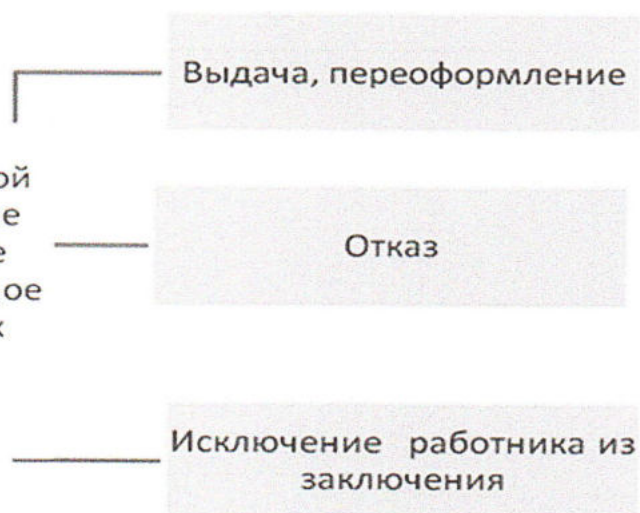 Выдача, переоформление
Отказ
Исключение работника из
заключения